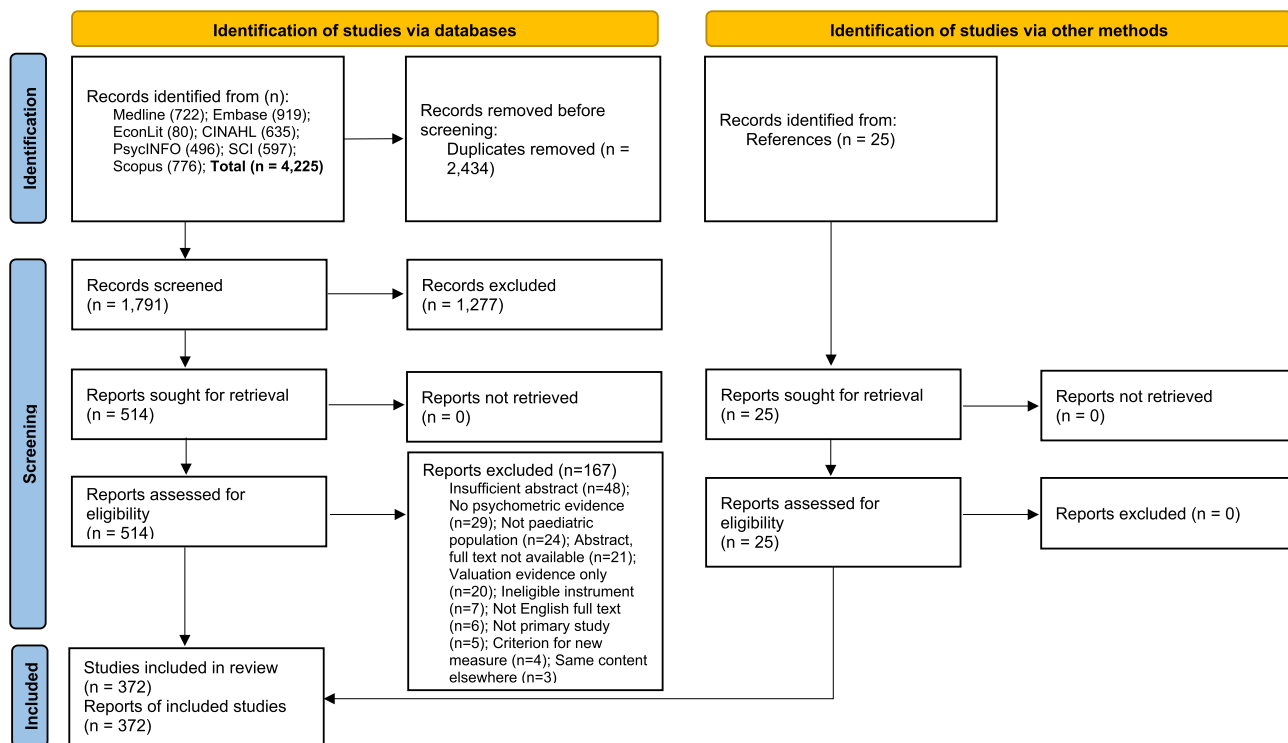 Identification of studies via databases
Identification of studies via other methods
Identification
Records identified from (n):
Medline (722); Embase (919);
EconLit (80); CINAHL (635);
PsycINFO (496); SCI (597);
Scopus (776); Total (n = 4,225)
Records removed before
screening:
Duplicates removed (n =
2,434)
Records identified from:
References (n = 25)
Screening
Records screened
(n = 1,791)
Records excluded
(n = 1,277)
Reports sought for retrieval
(n = 514)
Reports not retrieved
(n = 0)
Reports sought for retrieval
(n = 25)
Reports not retrieved
(n = 0)
Reports assessed for
eligibility
(n = 514)
Reports excluded (n=167)
Insufficient abstract (n=48);
No psychometric evidence
(n=29); Not paediatric
population (n=24); Abstract,
full text not available (n=21);
Valuation evidence only
(n=20); Ineligible instrument
(n=7); Not English full text
(n=6); Not primary study
(n=5); Criterion for new
measure (n=4); Same content
elsewhere (n=3)
Reports assessed for
eligibility
(n = 25)
Reports excluded (n = 0)
Included
Studies included in review
(n = 372)
Reports of included studies
(n = 372)